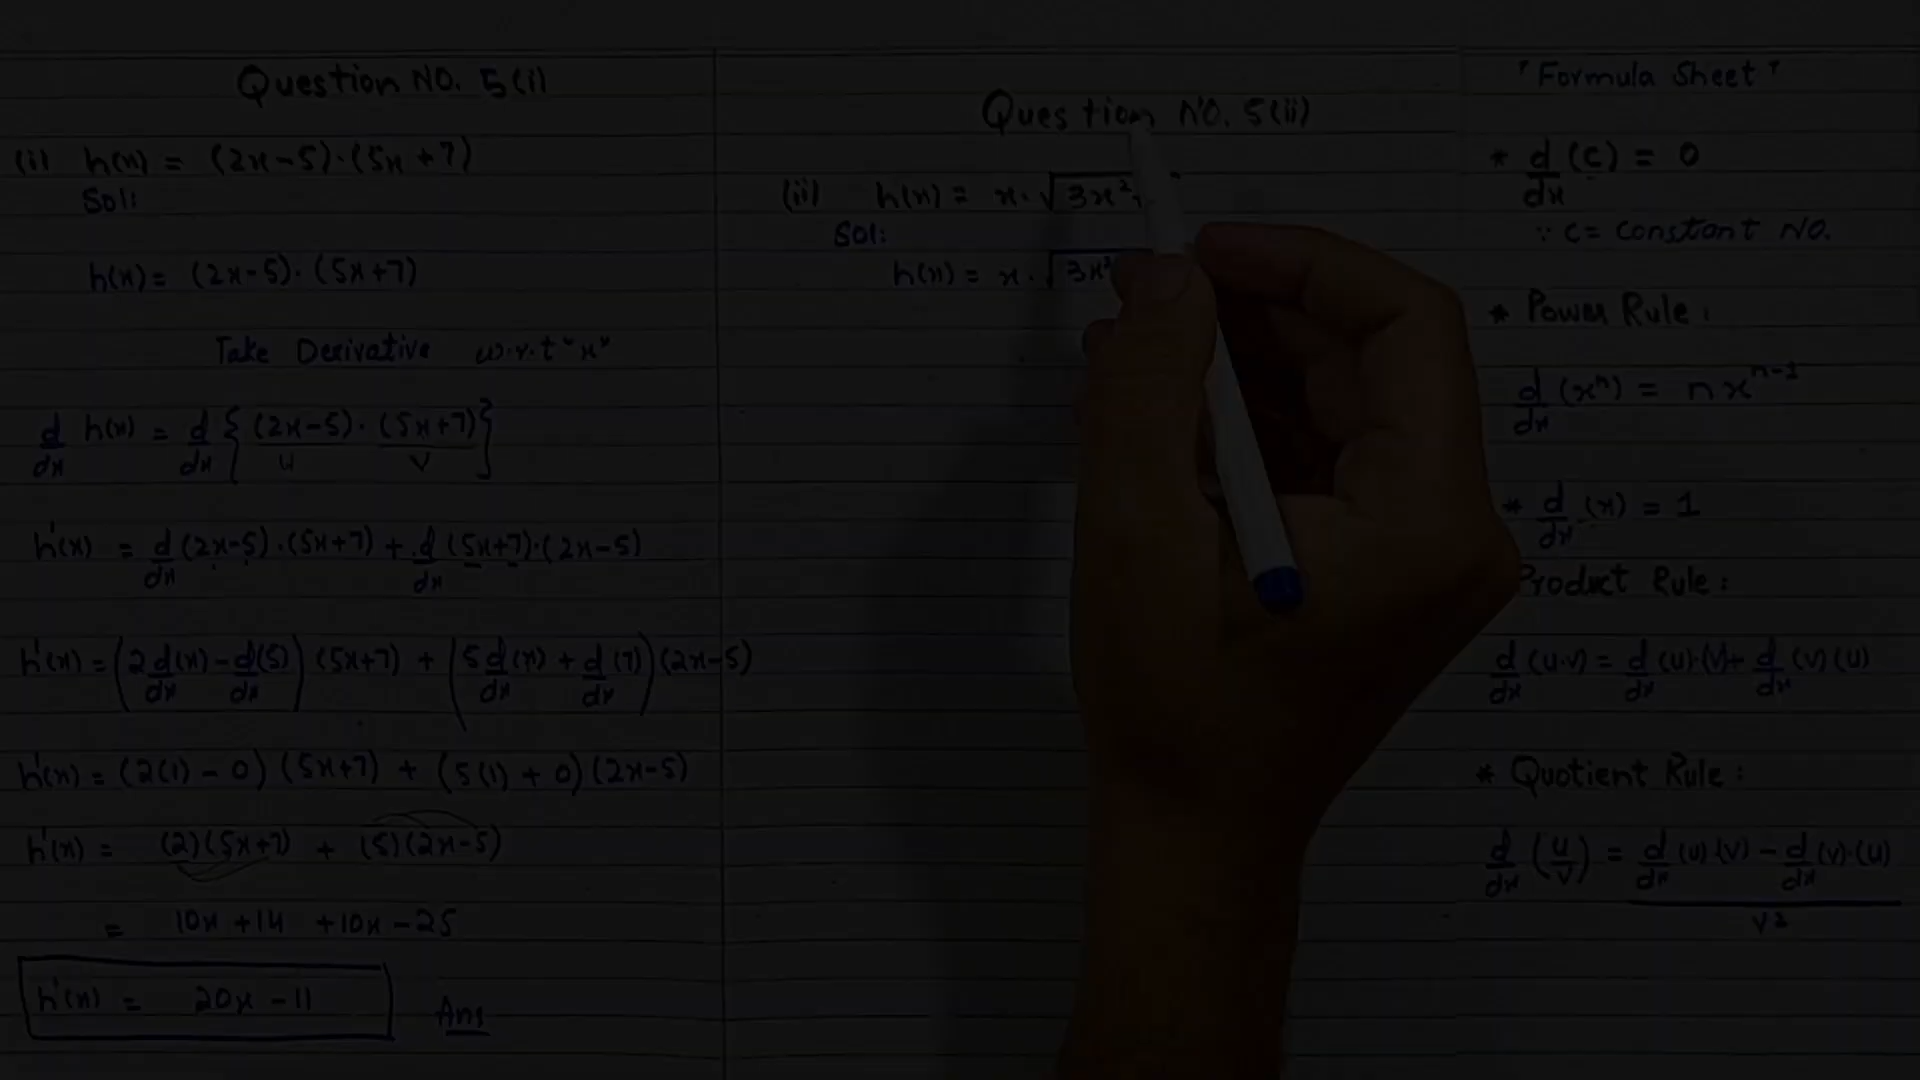 Question NO. 5(i)
(i) h(x) = (2x-5)·(5x+7)
Sol:
h(x) = (2x-5)·(5x+7)
Take Derivative w.r.t "x"
d/dx h(x) = d/dx {(2x-5)·(5x+7)}
u v
h'(x) = d/dx (2x-5)·(5x+7) + d/dx (5x+7)·(2x-5)
h'(x) = (2 d/dx (x) - d/dx (5)) (5x+7) + (5 d/dx (x) + d/dx (7)) (2x-5)
h'(x) = (2(1) - 0) (5x+7) + (5(1) + 0) (2x-5)
h'(x) = (2)(5x+7) + (5)(2x-5)
= 10x+14 +10x-25
h'(x) = 20x-11 Ans
Question NO. 5(ii)
(ii) h(x) = x·√3x²
Sol:
h(x) = x·√3x²
"Formula Sheet"
* d/dx (c) = 0
∵ c = constant NO.
* Power Rule:
d/dx (xⁿ) = nxⁿ⁻¹
* d/dx (x) = 1
Product Rule:
d/dx (u·v) = d/dx (u)·(v) + d/dx (v)(u)
* Quotient Rule:
d/dx (u/v) = d/dx (u)·(v) - d/dx (v)·(u)
v²